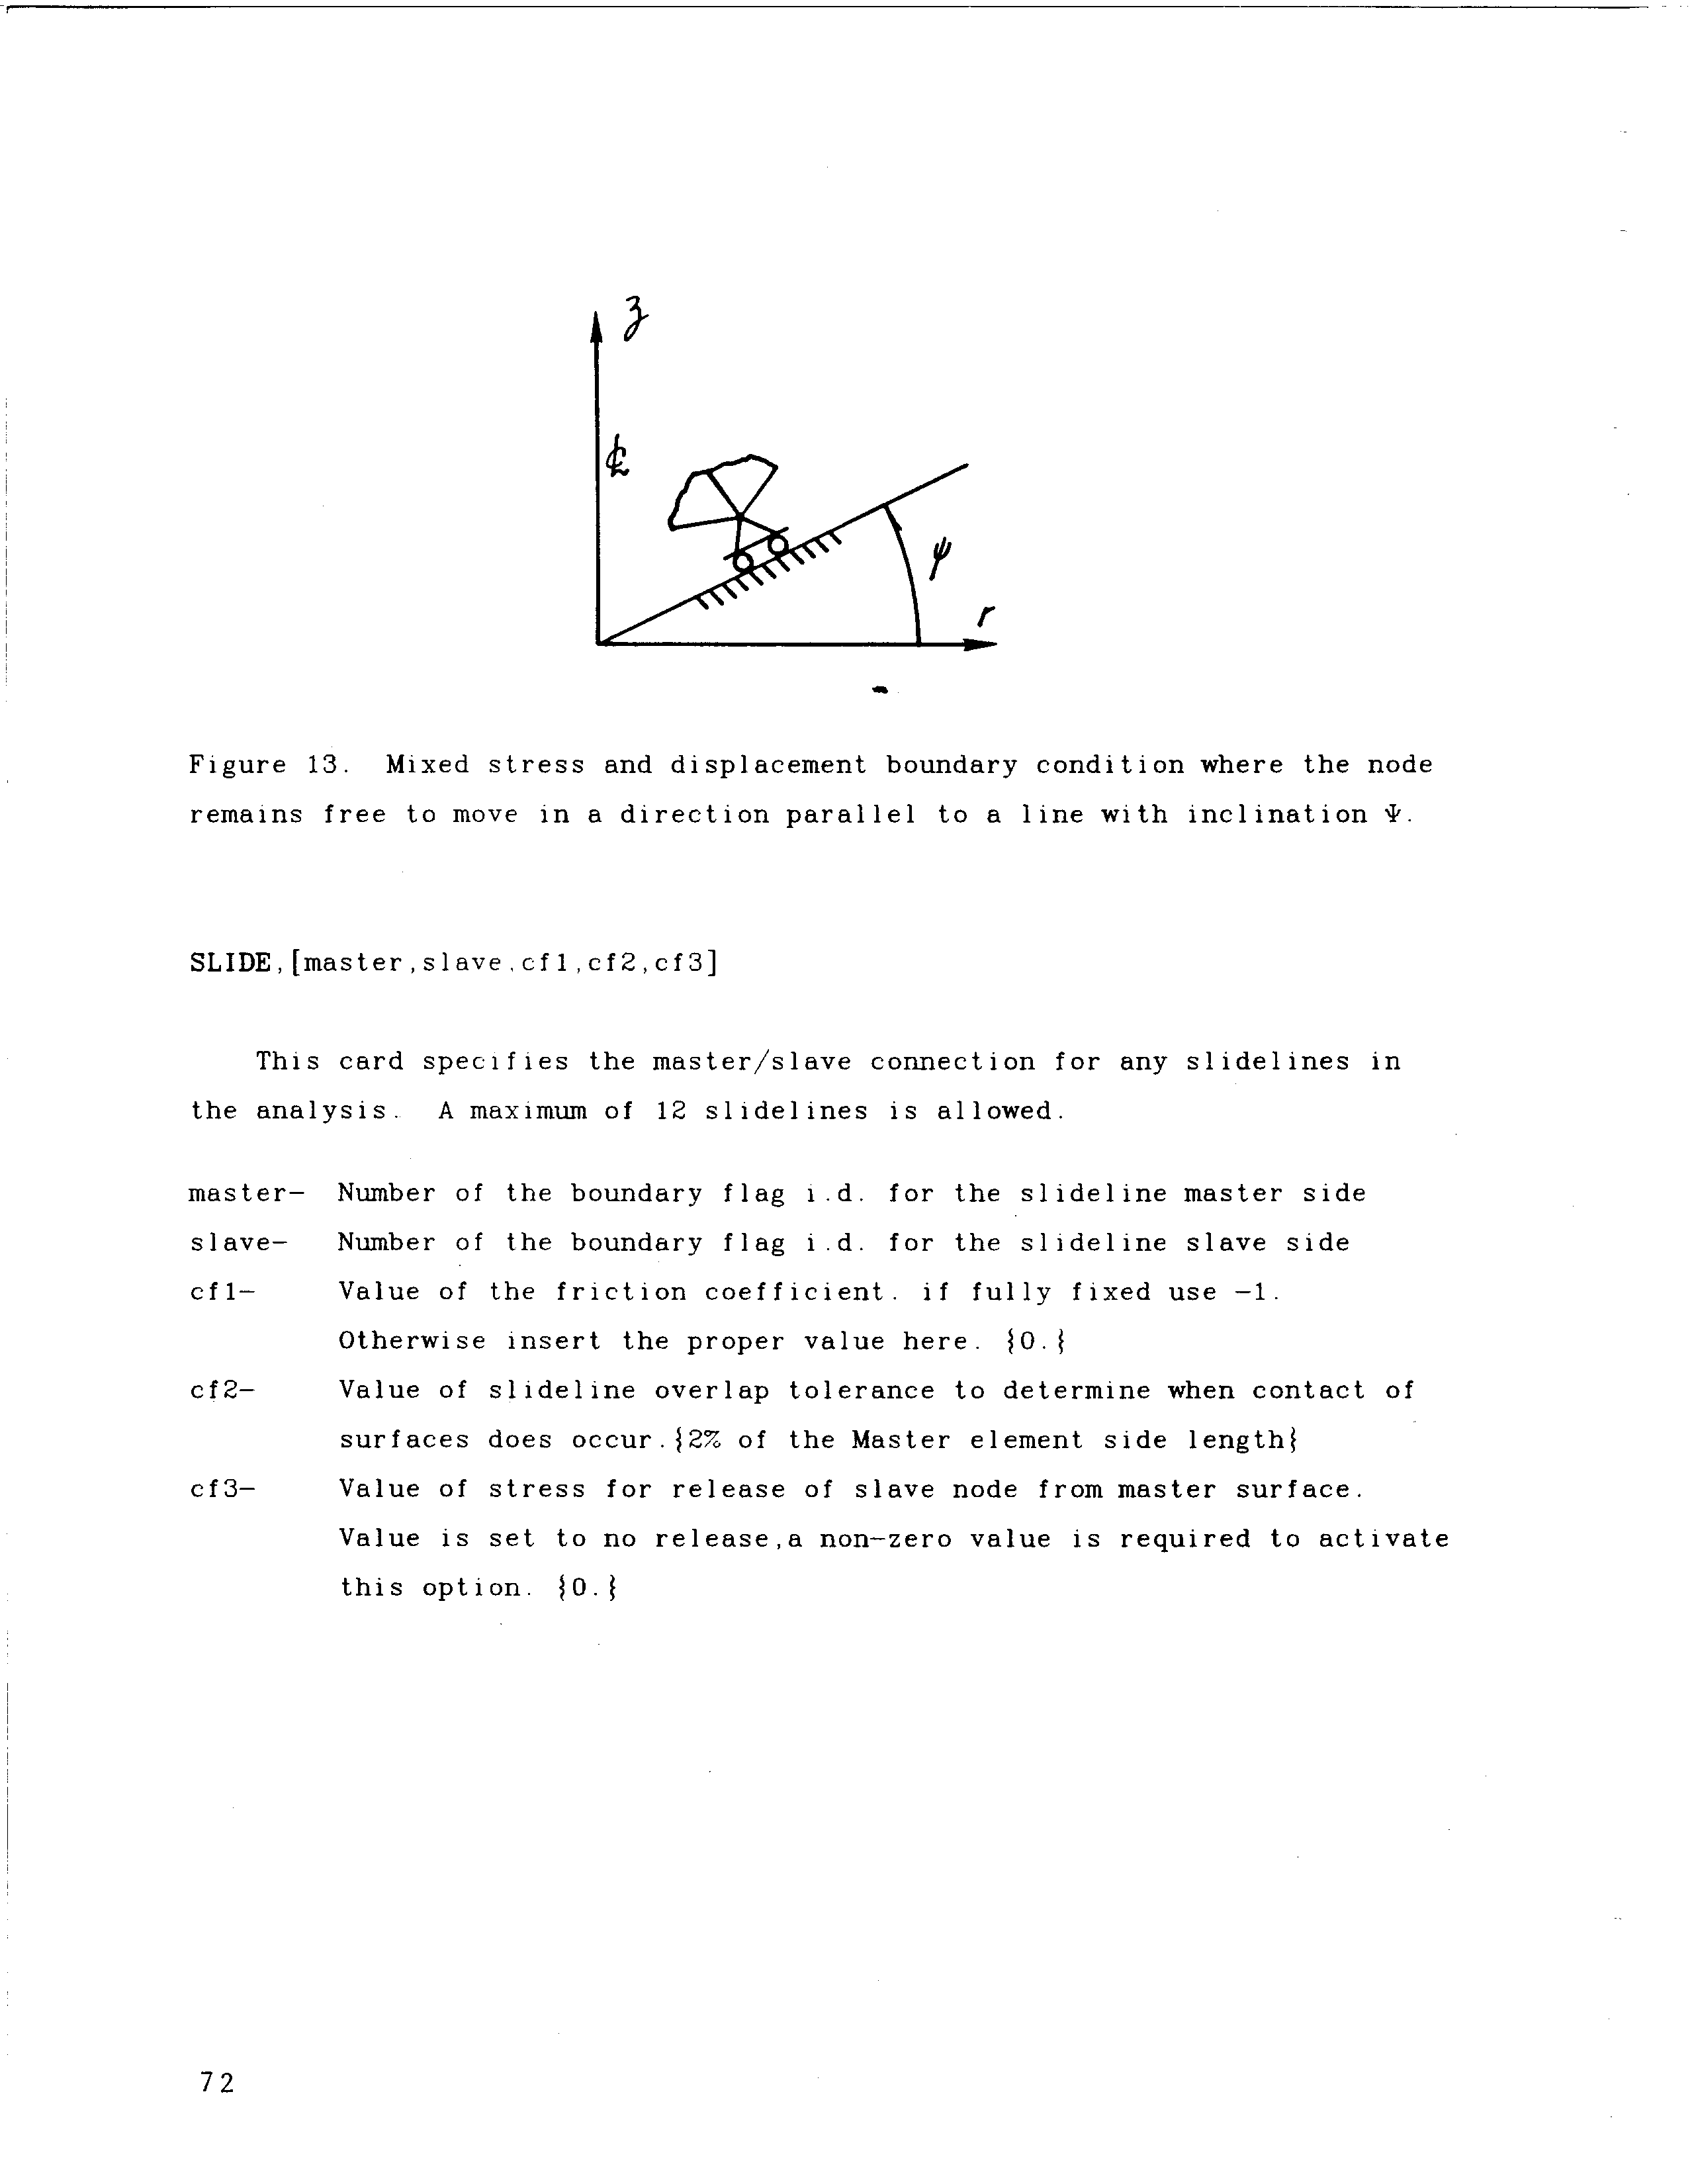 z
℄
ψ
r
Figure 13. Mixed stress and displacement boundary condition where the node
remains free to move in a direction parallel to a line with inclination Ψ.
SLIDE,[master,slave,cf1,cf2,cf3]
This card specifies the master/slave connection for any slidelines in
the analysis. A maximum of 12 slidelines is allowed.
master- Number of the boundary flag i.d. for the slideline master side
slave- Number of the boundary flag i.d. for the slideline slave side
cf1- Value of the friction coefficient. if fully fixed use -1.
Otherwise insert the proper value here. {0.}
cf2- Value of slideline overlap tolerance to determine when contact of
surfaces does occur.{2% of the Master element side length}
cf3- Value of stress for release of slave node from master surface.
Value is set to no release,a non-zero value is required to activate
this option. {0.}
72